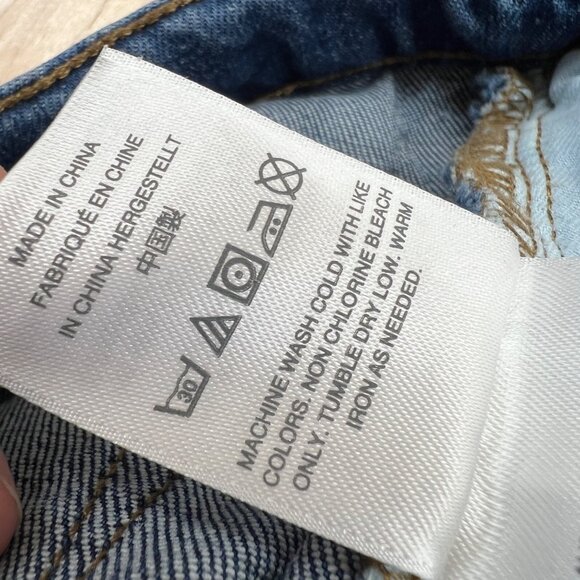 MADE IN CHINA
FABRIQUÉ EN CHINE
IN CHINA HERGESTELLT
中国製
30
MACHINE WASH COLD WITH LIKE
COLORS. NON CHLORINE BLEACH
ONLY. TUMBLE DRY LOW. WARM
IRON AS NEEDED.